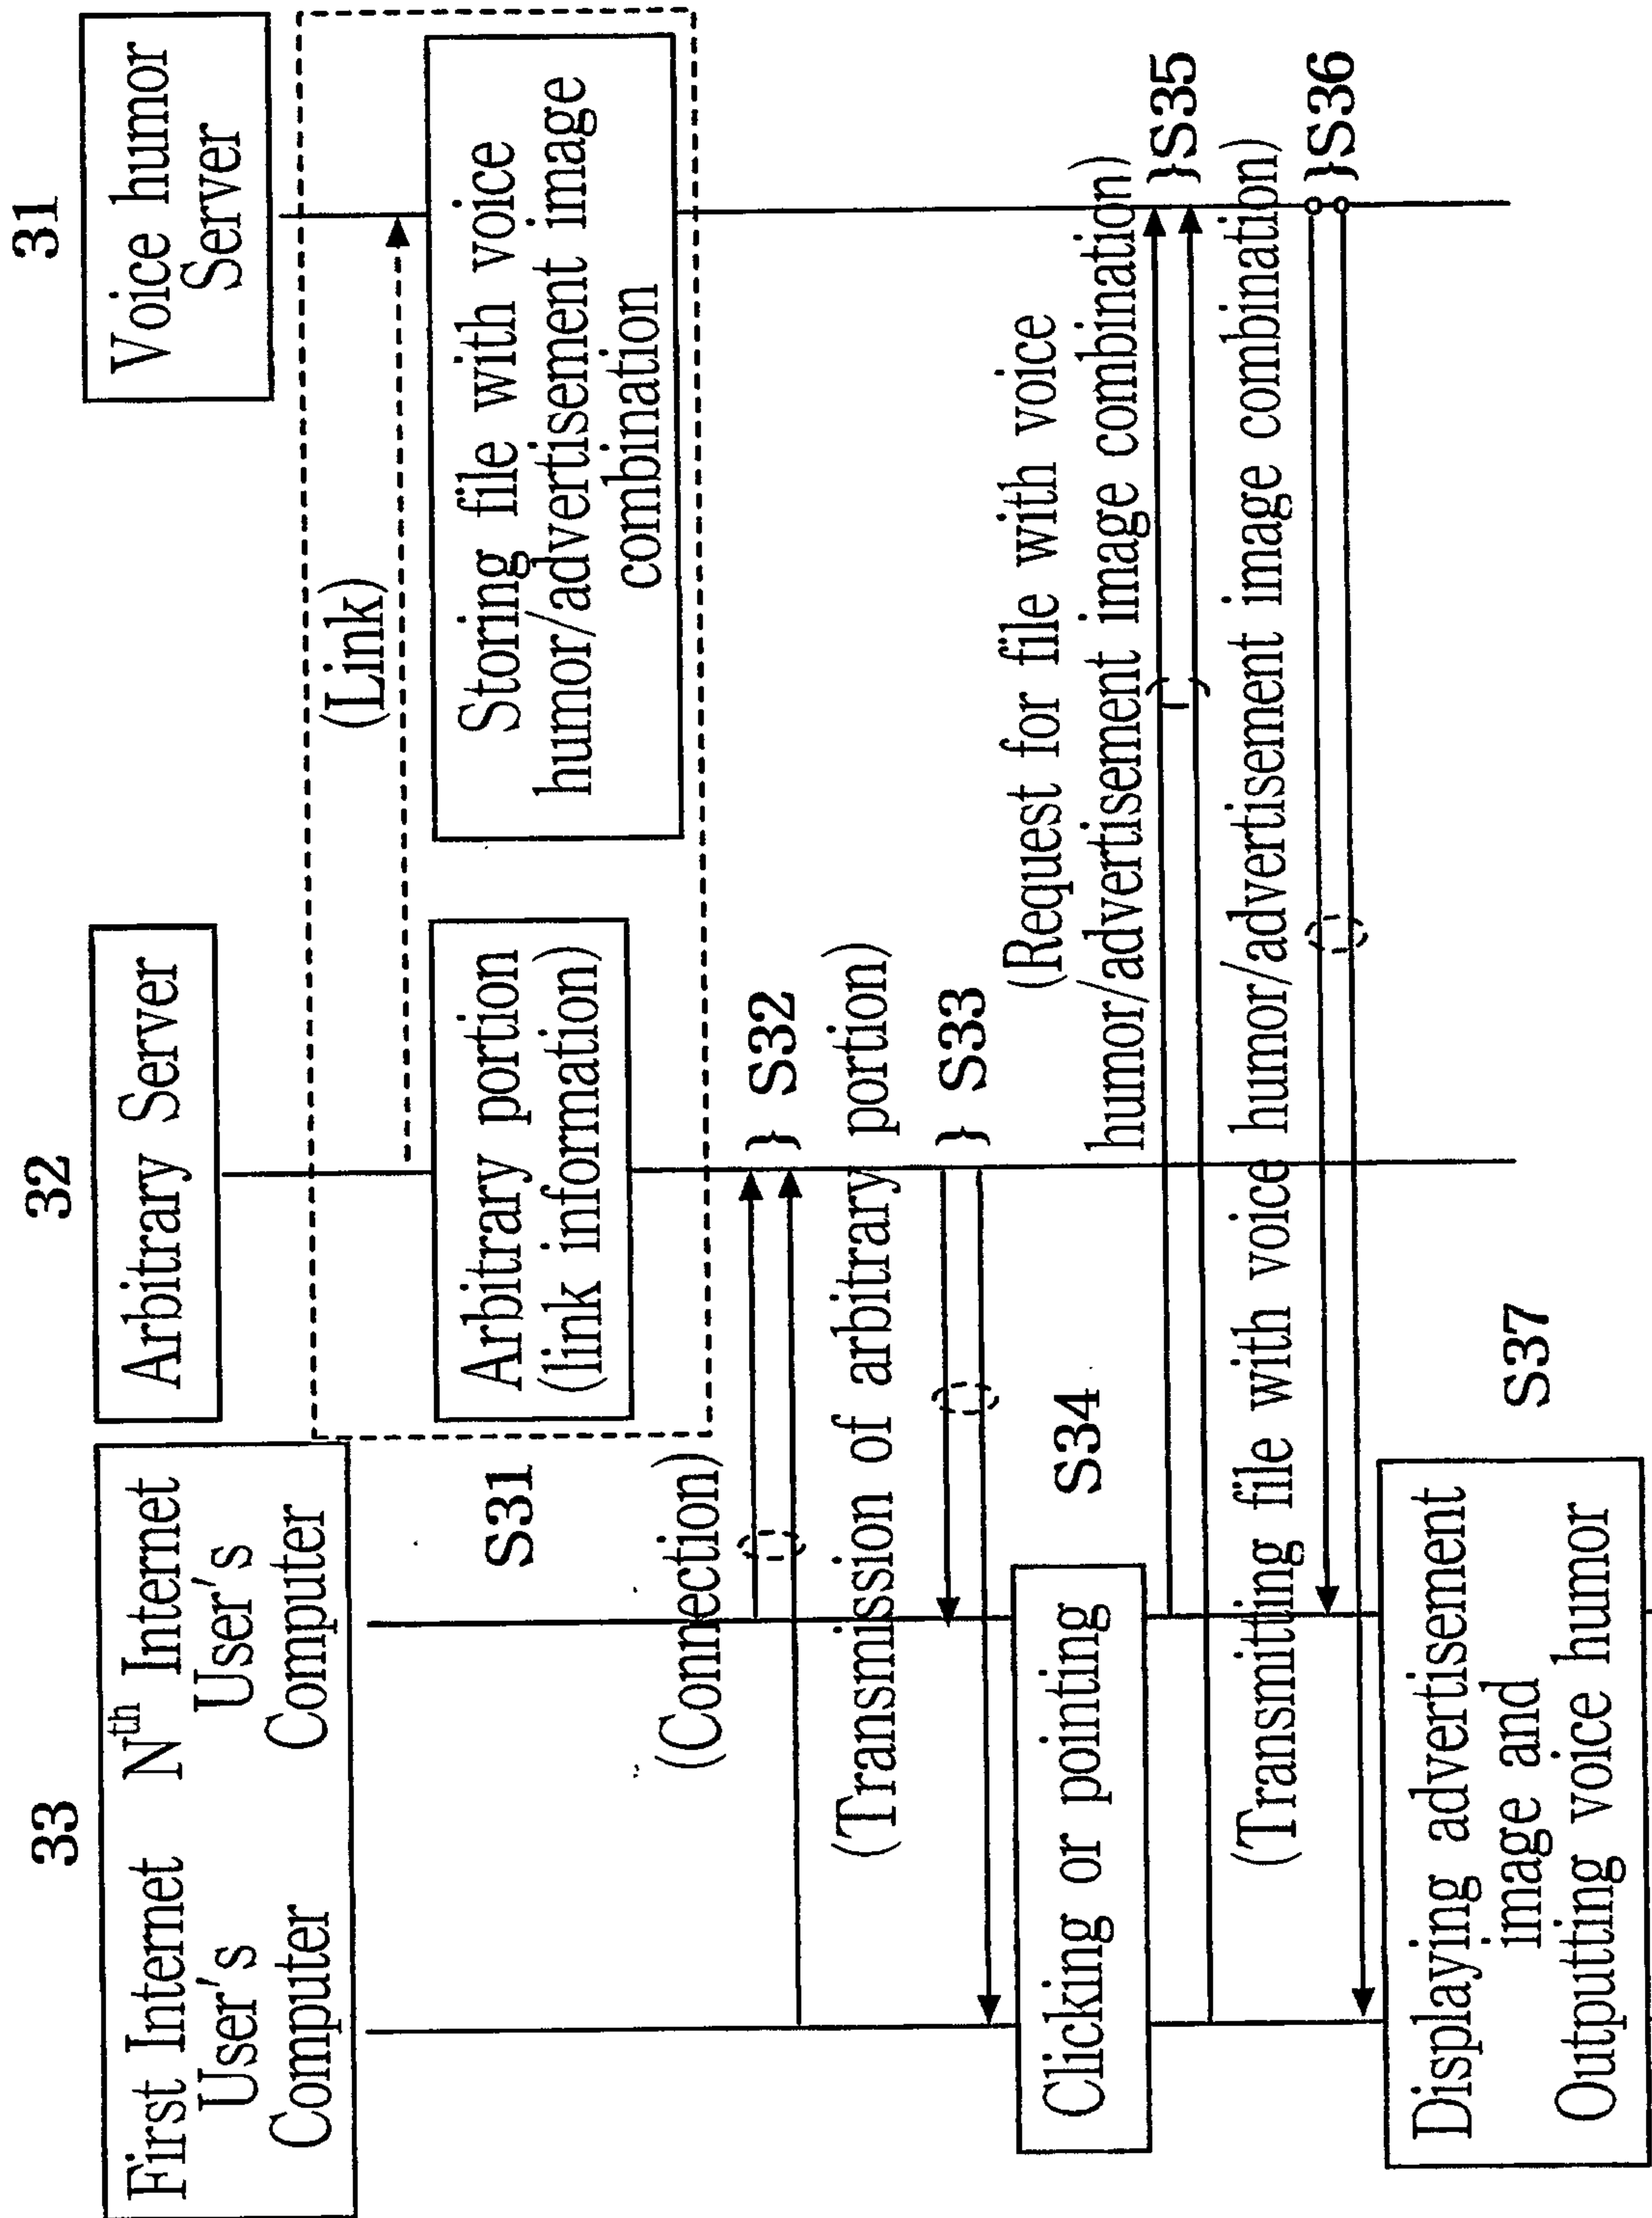 33
32
31
First Internet
User's
Computer
Nth Internet
User's
Computer
Arbitrary Server
Voice humor
Server
(Link)
S31
Arbitrary portion
(link information)
Storing file with voice
humor/advertisement image
combination
(Connection)
} S32
(Transmission of arbitrary portion)
} S33
S34
Clicking or pointing
(Request for file with voice
humor/advertisement image combination)
}S35
(Transmitting file with voice humor/advertisement image combination)
}S36
S37
Displaying advertisement
image and
Outputting voice humor